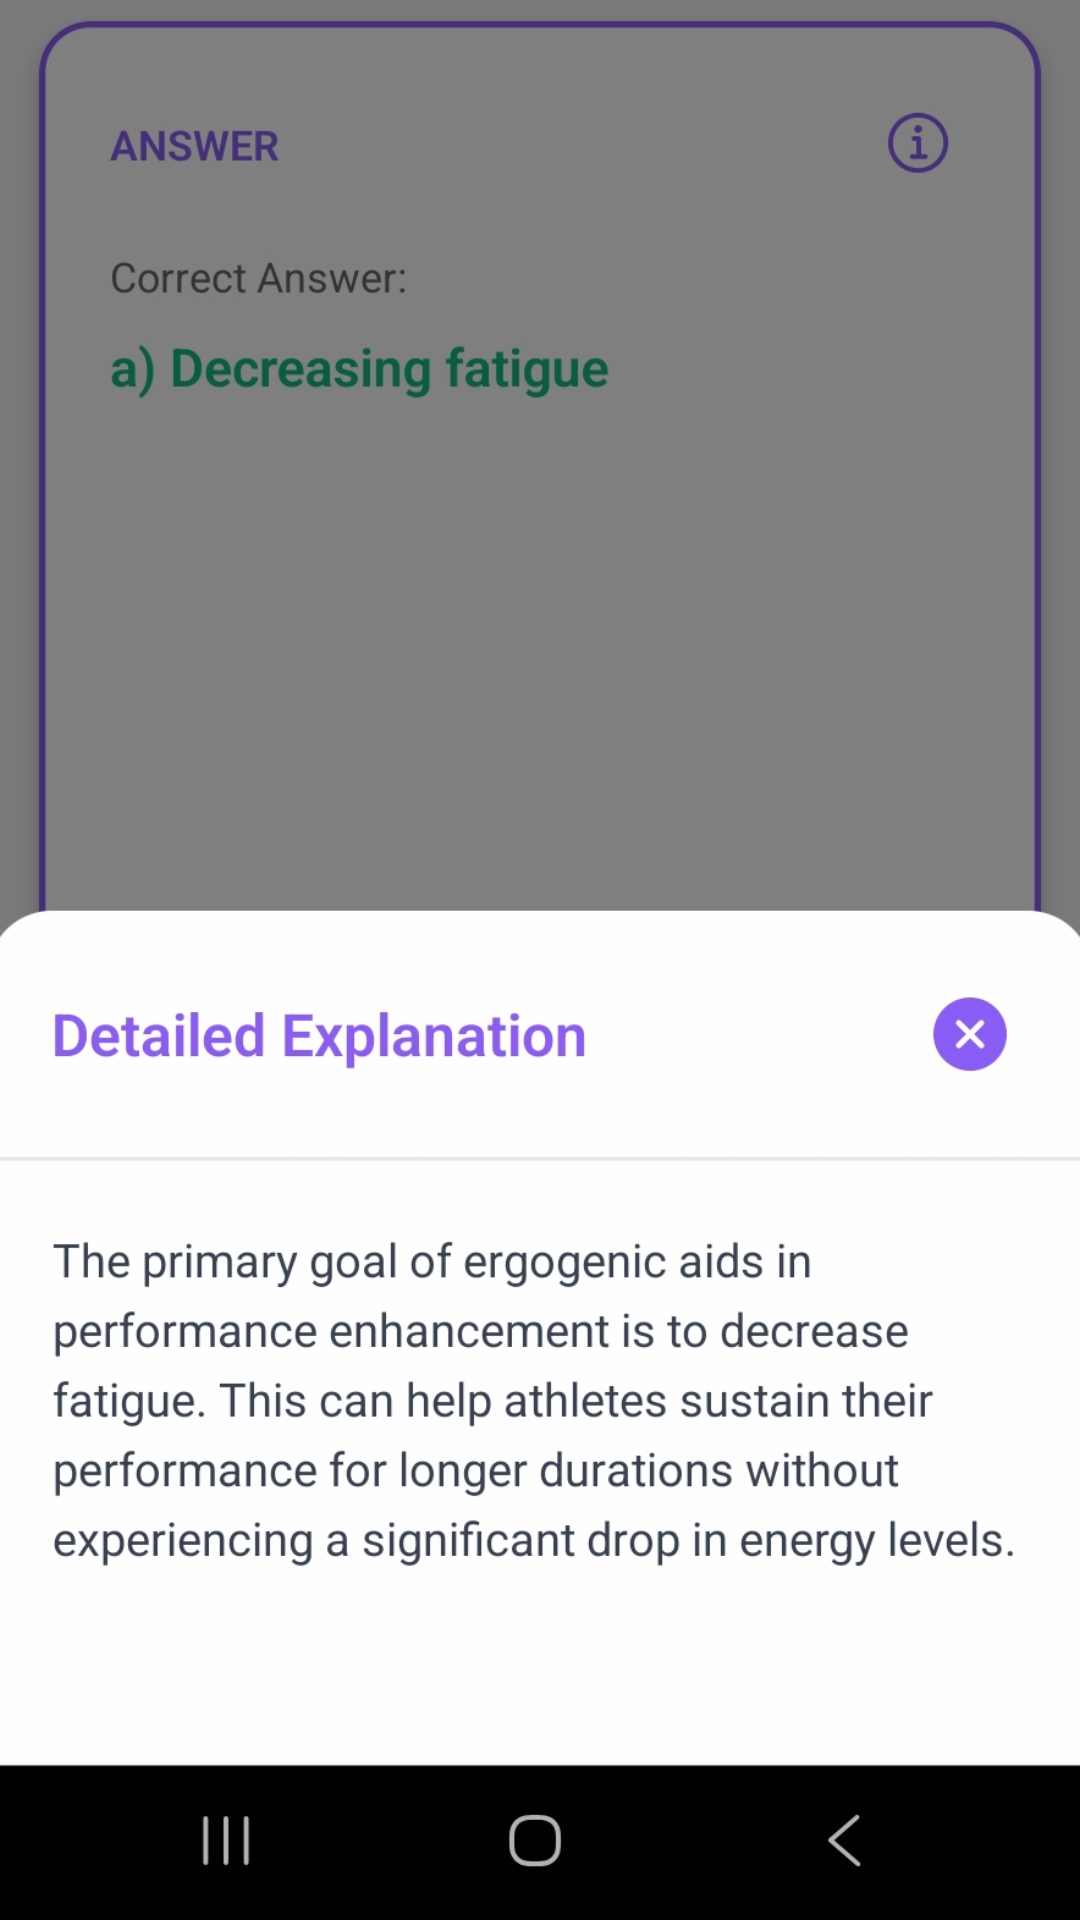 ANSWER
Correct Answer:
a) Decreasing fatigue
Detailed Explanation
The primary goal of ergogenic aids in
performance enhancement is to decrease
fatigue. This can help athletes sustain their
performance for longer durations without
experiencing a significant drop in energy levels.